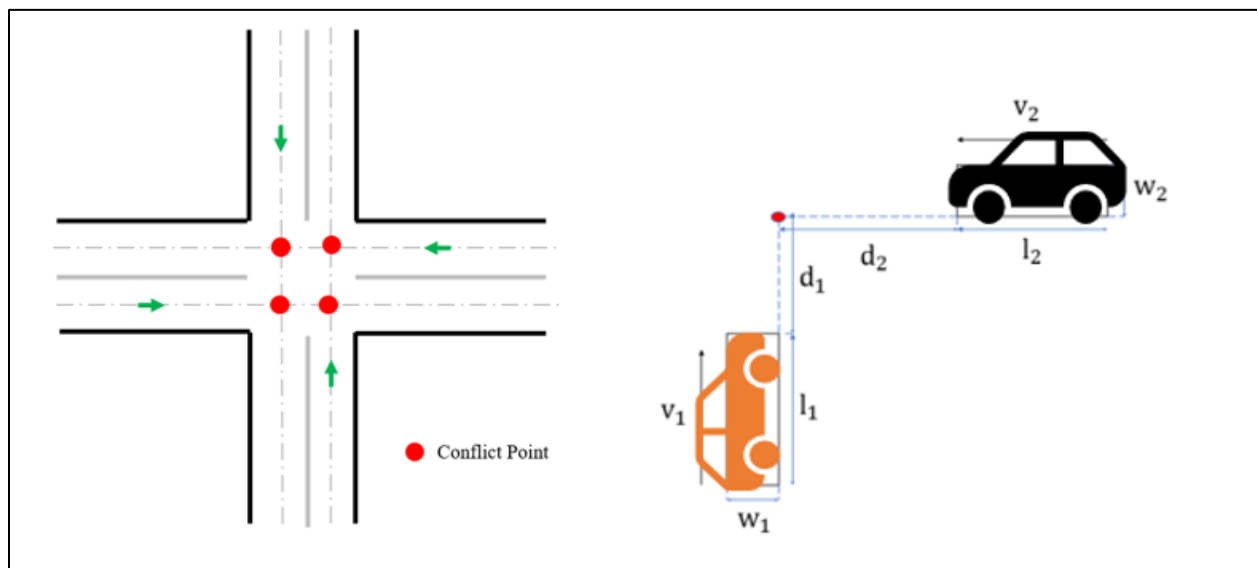 v₂
w₂
d₂
l₂
d₁
v₁
l₁
w₁
Conflict Point